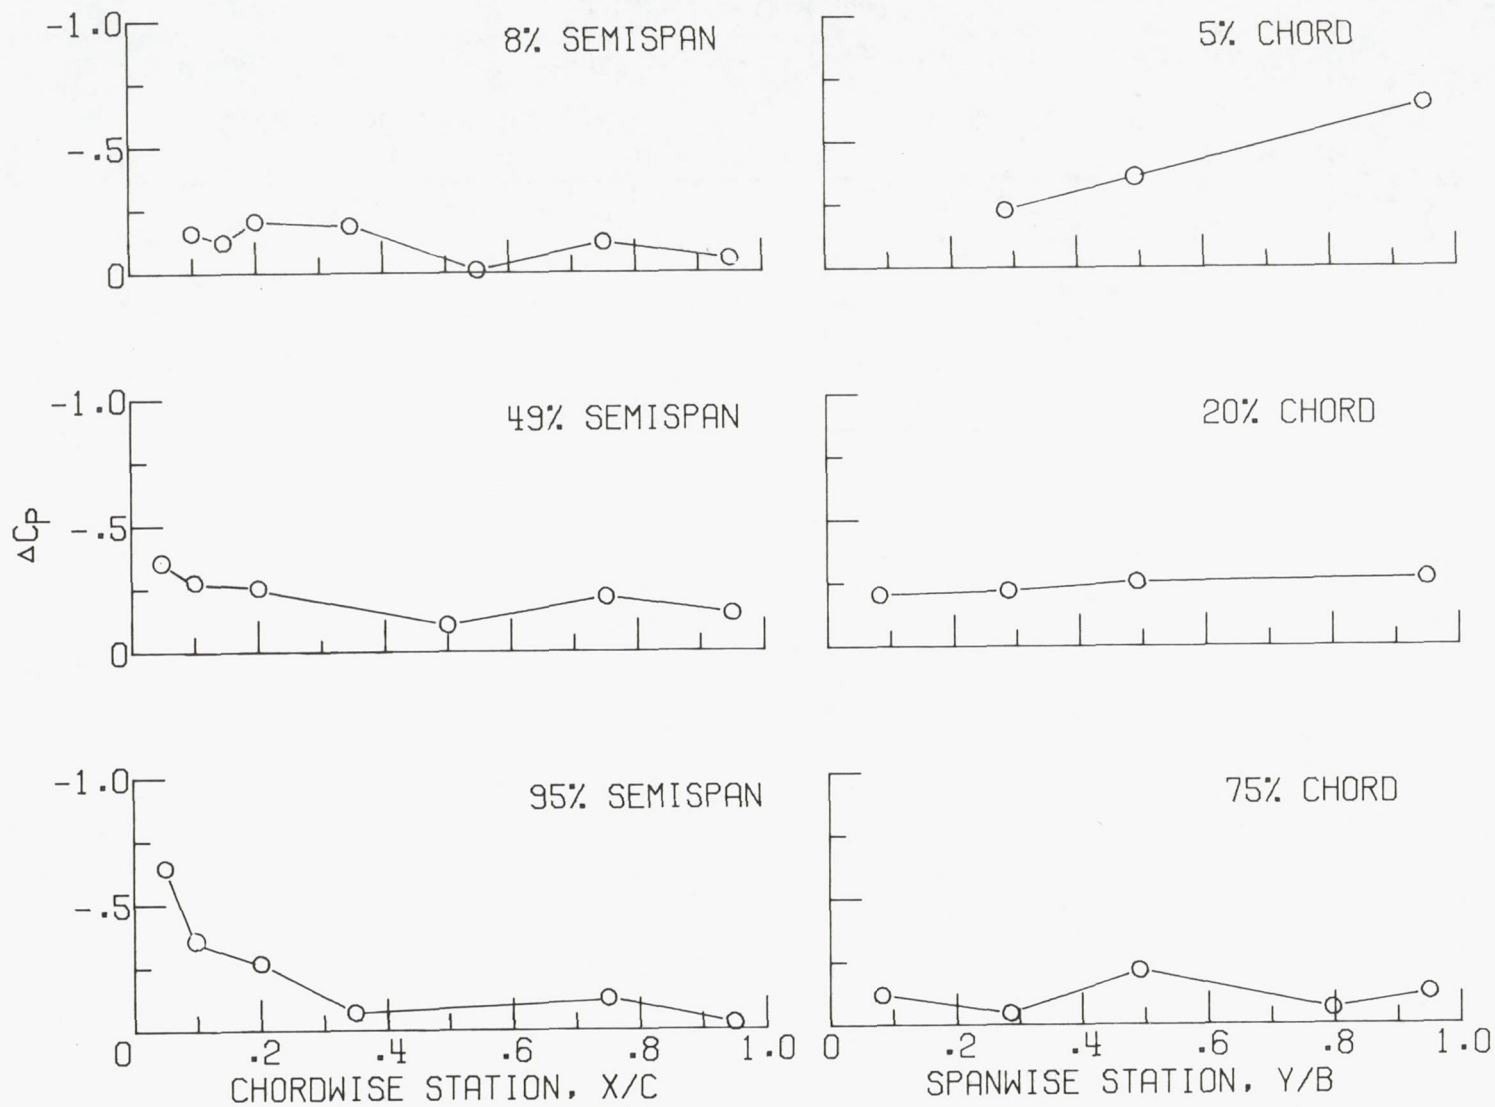 8% SEMISPAN
-1.0
-.5
0
5% CHORD
49% SEMISPAN
-1.0
-.5
0
ΔCp
20% CHORD
95% SEMISPAN
-1.0
-.5
0 .2 .4 .6 .8 1.0
CHORDWISE STATION, X/C
75% CHORD
0 .2 .4 .6 .8 1.0
SPANWISE STATION, Y/B